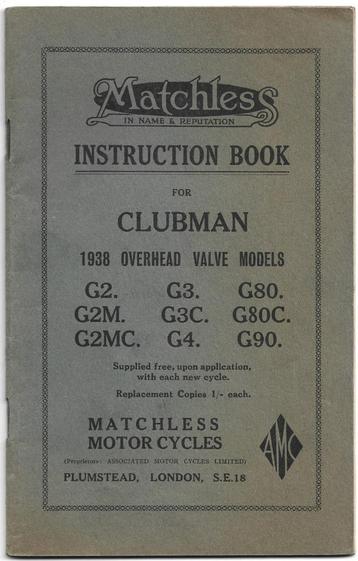 Matchless
IN NAME & REPUTATION
INSTRUCTION BOOK
FOR
CLUBMAN
1938 OVERHEAD VALVE MODELS
G2. G3. G80.
G2M. G3C. G80C.
G2MC. G4. G90.
Supplied free, upon application,
with each new cycle.
Replacement Copies 1/- each.
MATCHLESS
MOTOR CYCLES
(Proprietors: ASSOCIATED MOTOR CYCLES LIMITED)
PLUMSTEAD, LONDON, S.E.18
AMC